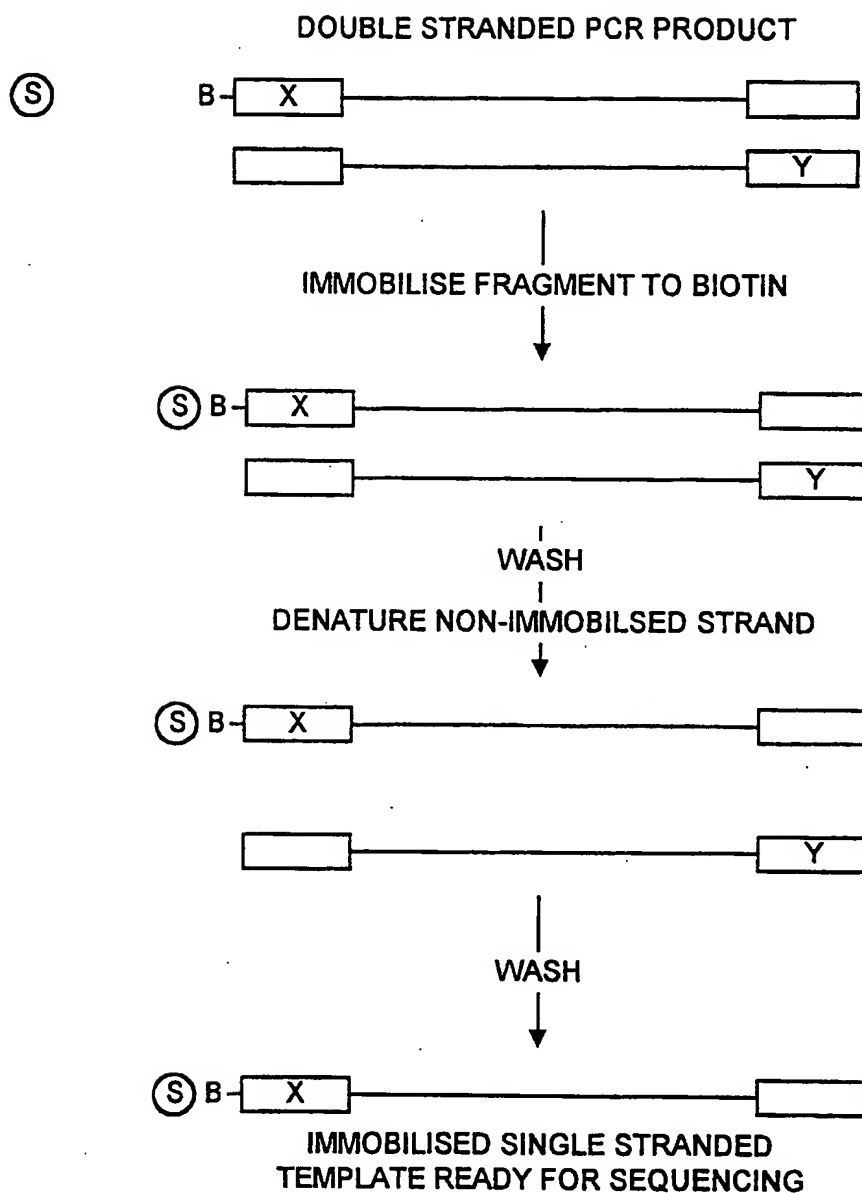 DOUBLE STRANDED PCR PRODUCT
S B X
Y
IMMOBILISE FRAGMENT TO BIOTIN
S B X
Y
WASH
DENATURE NON-IMMOBILSED STRAND
S B X
Y
WASH
S B X
IMMOBILISED SINGLE STRANDED
TEMPLATE READY FOR SEQUENCING